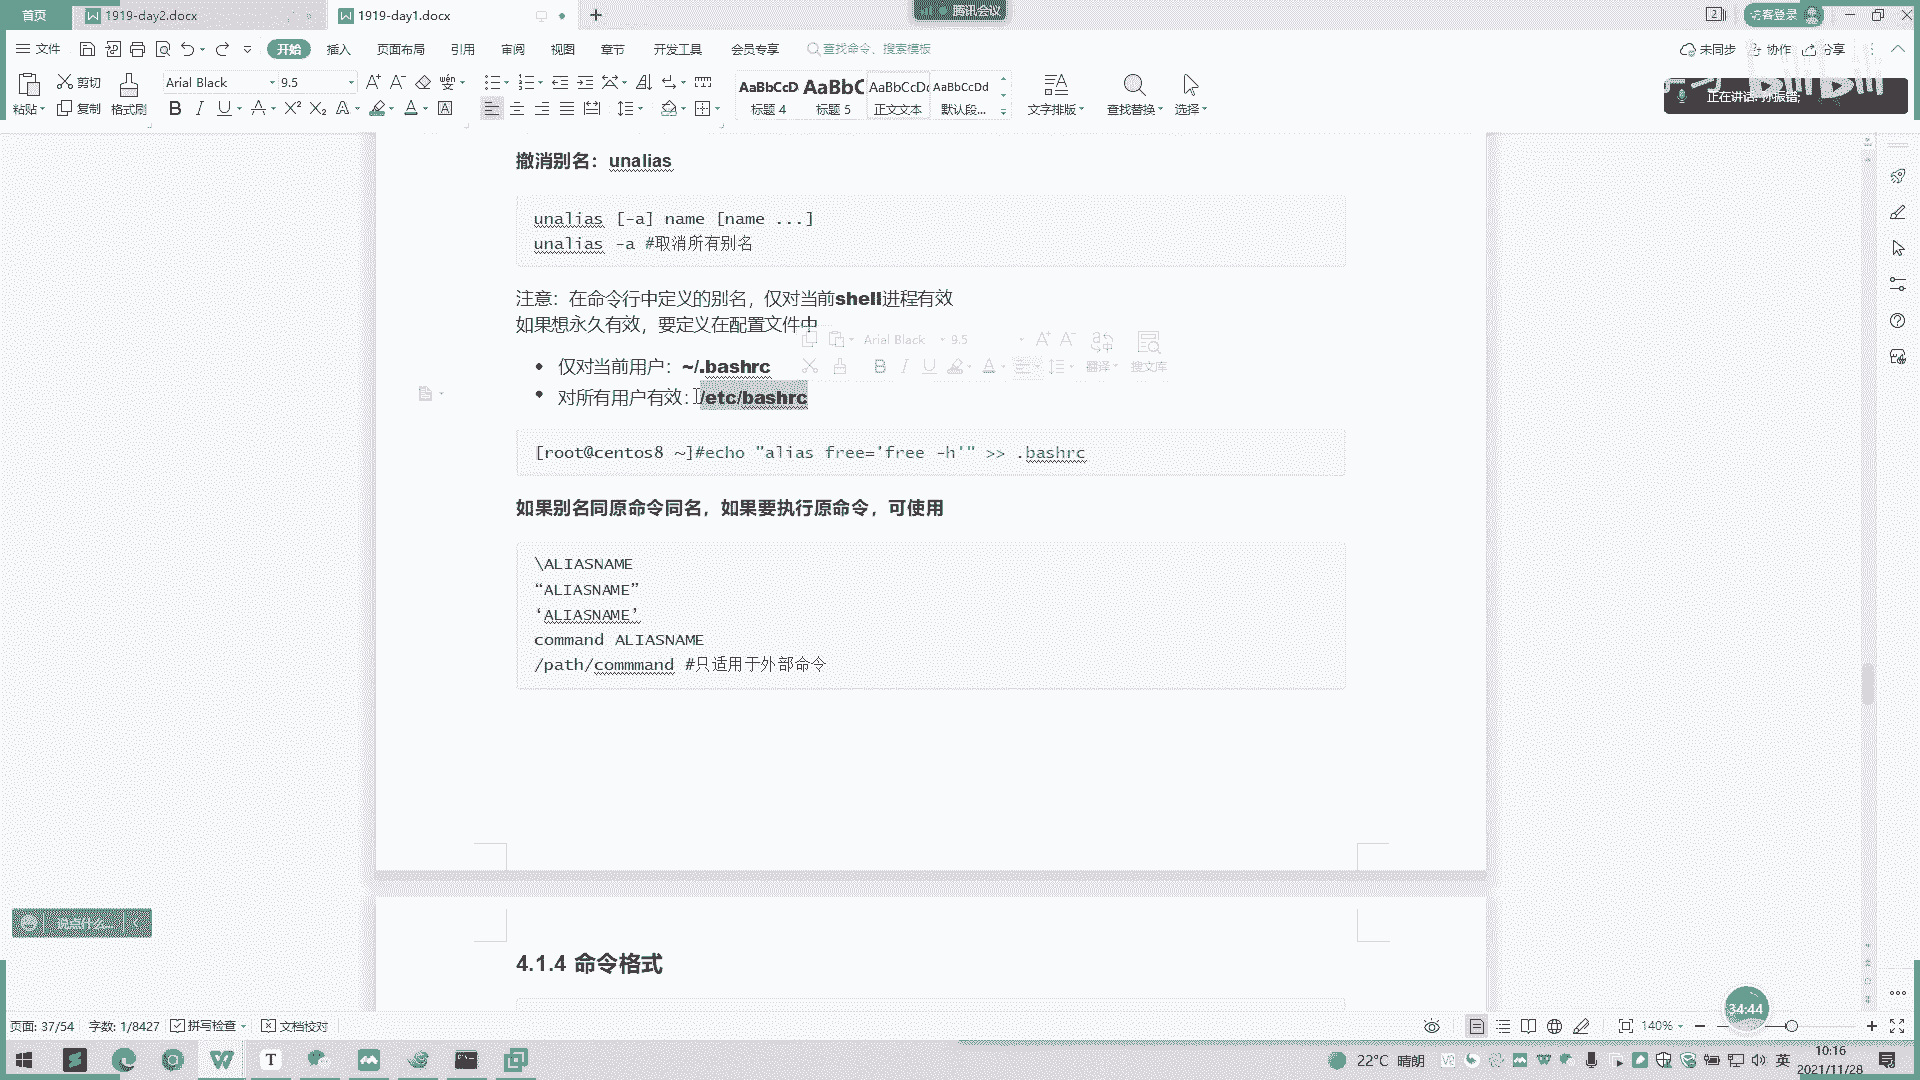 首页
1919-day2.docx
1919-day1.docx
腾讯会议
2
访客登录
文件
开始
插入
页面布局
引用
审阅
视图
章节
开发工具
会员专享
查找命令、搜索模板
未同步
协作
分享
粘贴
剪切
复制
格式刷
Arial Black
9.5
AaBbCcD
标题 4
AaBbC
标题 5
AaBbCcDd
正文文本
AaBbCcDd
默认段...
文字排版
查找替换
选择
撤消别名：unalias
unalias [-a] name [name ...]
unalias -a #取消所有别名
注意：在命令行中定义的别名，仅对当前shell进程有效
如果想永久有效，要定义在配置文件中
Arial Black
9.5
翻译
搜文库
• 仅对当前用户：~/.bashrc
• 对所有用户有效：/etc/bashrc
[root@centos8 ~]#echo "alias free='free -h'" >> .bashrc
如果别名同原命令同名，如果要执行原命令，可使用
\ALIASNAME
“ALIASNAME”
‘ALIASNAME’
command ALIASNAME
/path/commmand #只适用于外部命令
说点什么...
4.1.4 命令格式
34:44
页面: 37/54
字数: 1/8427
拼写检查
文档校对
140%
22°C 晴朗
英
10:16
2021/11/28